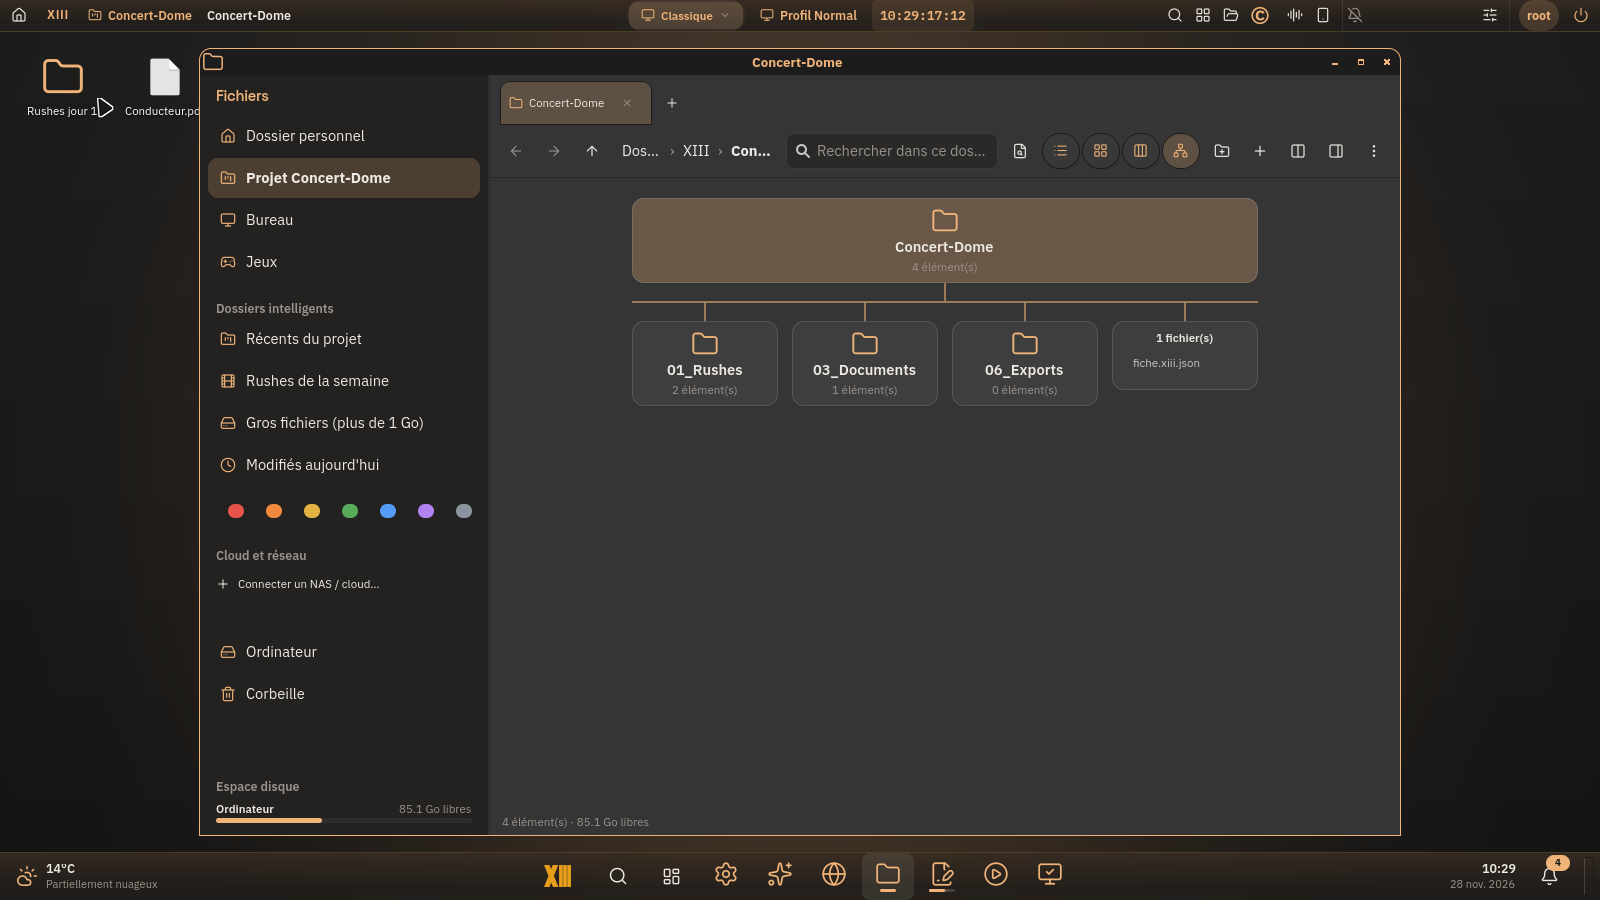 XIII
Concert-Dome
Concert-Dome
Classique
Profil Normal
10:29:17:12
root
Rushes jour 1
Conducteur.pd
Concert-Dome
Fichiers
Dossier personnel
Projet Concert-Dome
Bureau
Jeux
Dossiers intelligents
Récents du projet
Rushes de la semaine
Gros fichiers (plus de 1 Go)
Modifiés aujourd'hui
Cloud et réseau
Connecter un NAS / cloud...
Ordinateur
Corbeille
Espace disque
Ordinateur
85.1 Go libres
Concert-Dome
Dos... › XIII › Con...
Rechercher dans ce dos...
Concert-Dome
4 élément(s)
01_Rushes
2 élément(s)
03_Documents
1 élément(s)
06_Exports
0 élément(s)
1 fichier(s)
fiche.xiii.json
4 élément(s) · 85.1 Go libres
14°C
Partiellement nuageux
XIII
10:29
28 nov. 2026
4